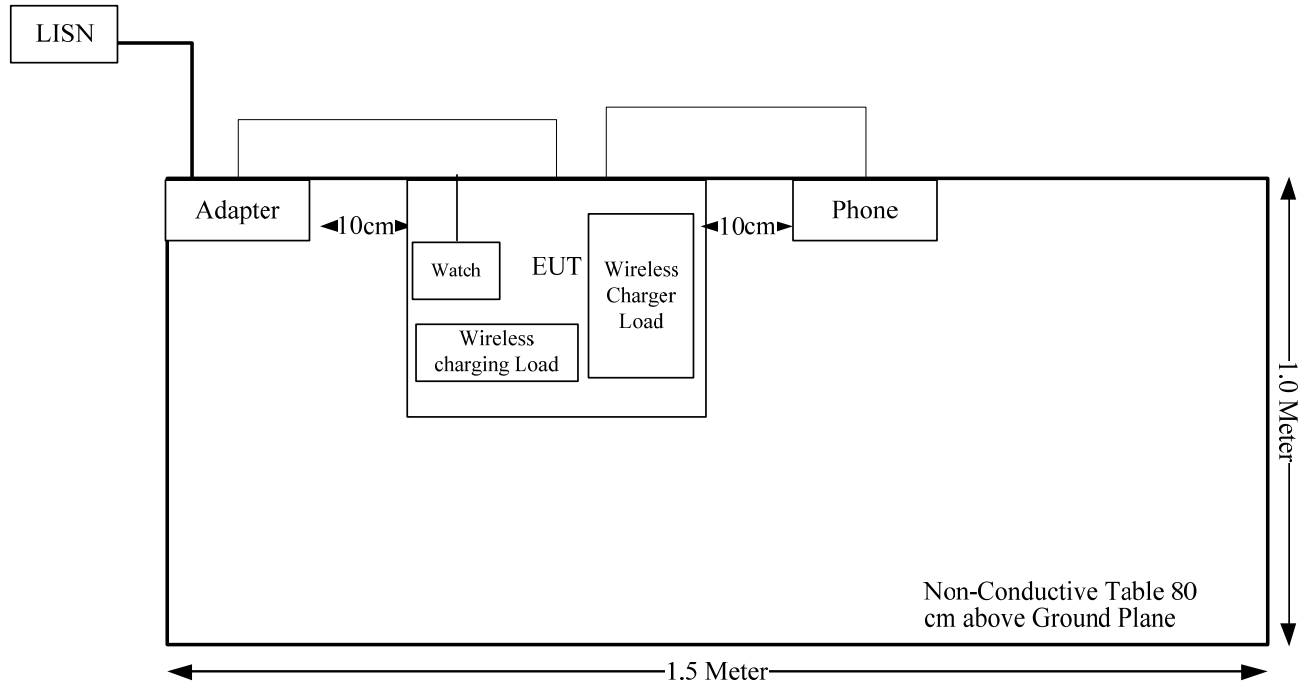 LISN
Adapter
10cm
10cm
Phone
Watch
EUT
Wireless
Charger
Load
Wireless
charging Load
1.0 Meter
Non-Conductive Table 80
cm above Ground Plane
1.5 Meter